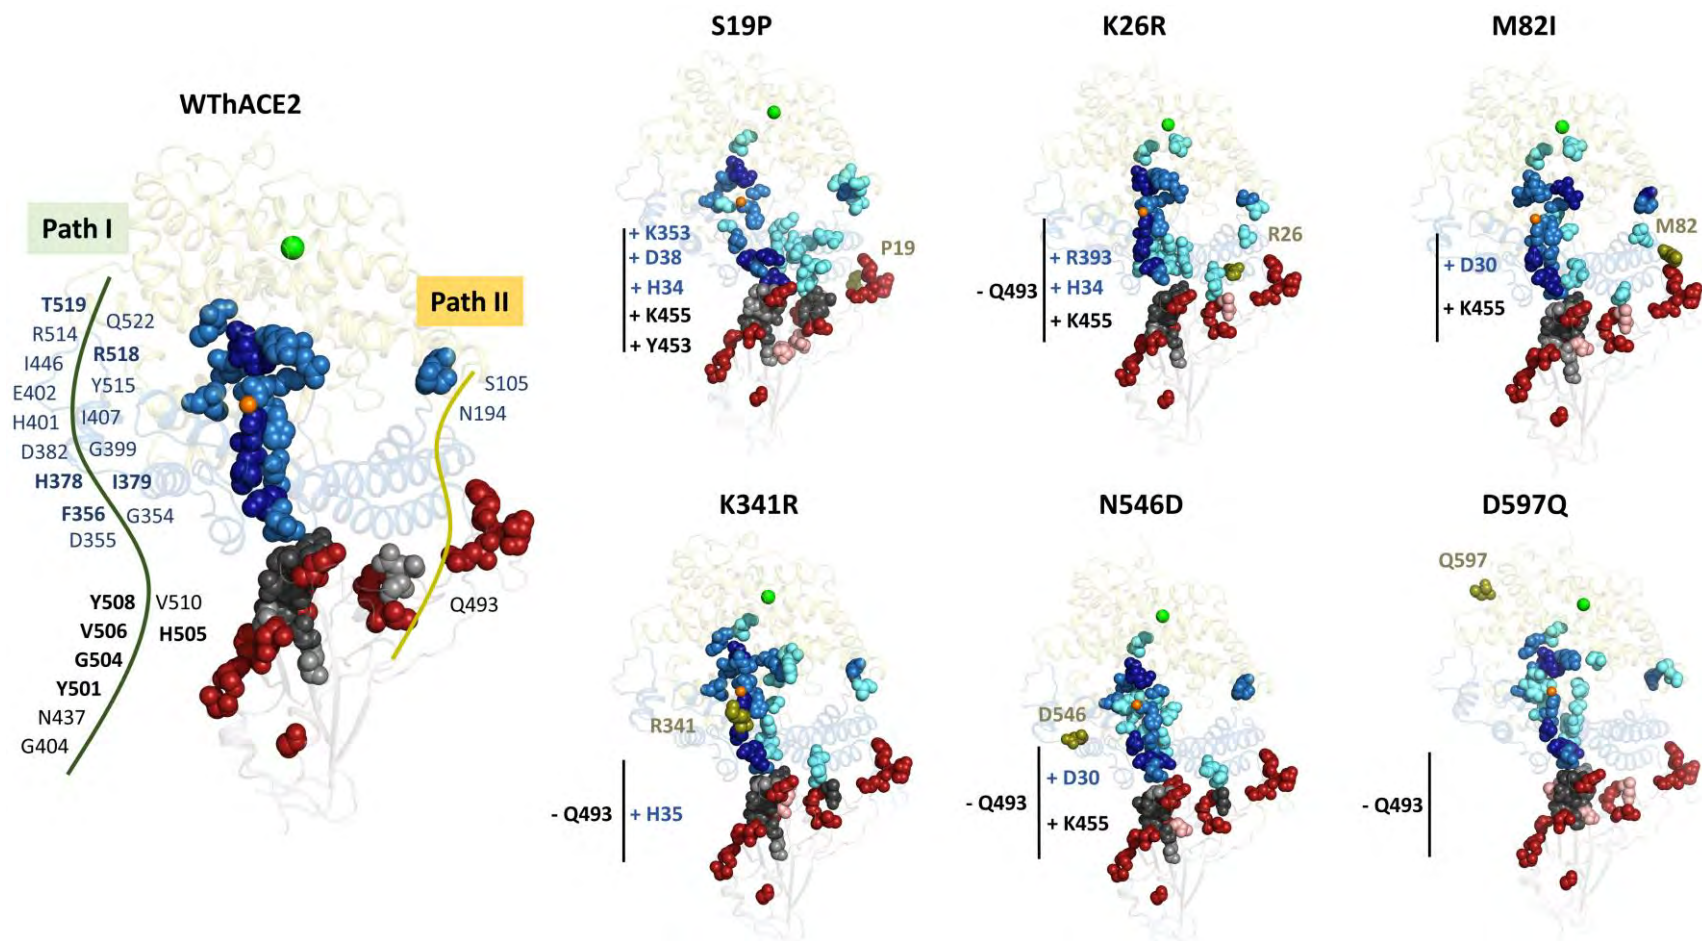 S19P
K26R
M82I
WThACE2
Path I
T519
Q522
R514
R518
I446
Y515
E402
I407
H401
G399
D382
H378
I379
F356
G354
D355
Y508
V510
V506
H505
G504
Y501
N437
G404
Path II
S105
N194
Q493
+ K353
+ D38
+ H34
+ K455
+ Y453
P19
- Q493
+ R393
+ H34
+ K455
R26
+ D30
+ K455
M82
K341R
N546D
D597Q
R341
- Q493
+ H35
D546
- Q493
+ D30
+ K455
Q597
- Q493